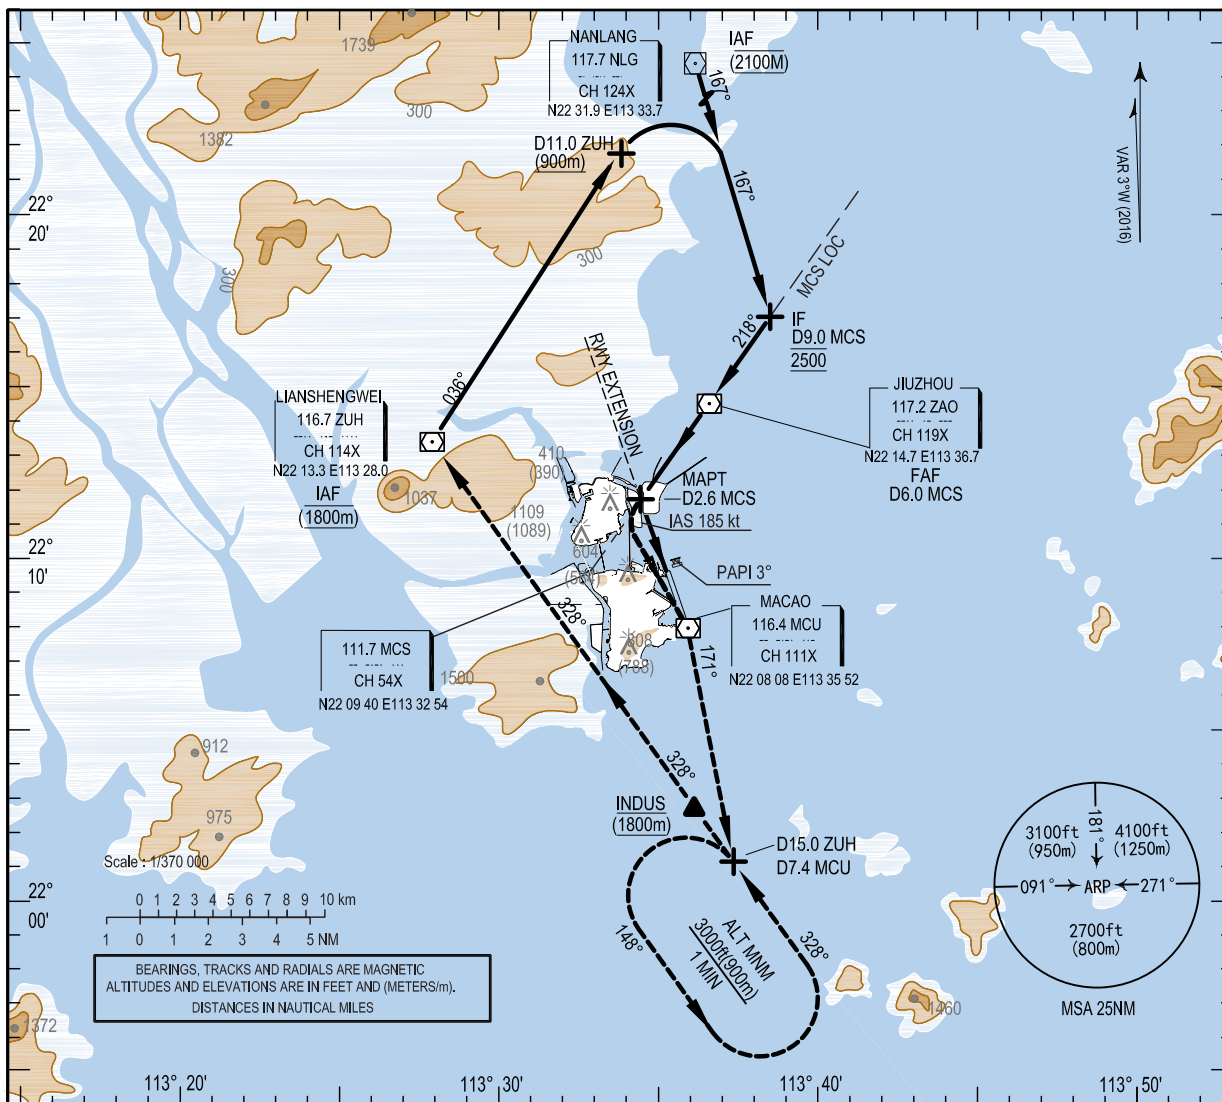 1739
NANLANG
117.7 NLG
CH 124X
N22 31.9 E113 33.7
IAF
(2100M)
167°
300
1382
D11.0 ZUH
(900m)
VAR 3°W (2016)
22°
20'
167°
300
300
MCS LOC
IF
D9.0 MCS
2500
218°
RWY EXTENSION
036°
LIANSHENGWEI
116.7 ZUH
CH 114X
N22 13.3 E113 28.0
IAF
(1800m)
JIUZHOU
117.2 ZAO
CH 119X
N22 14.7 E113 36.7
FAF
D6.0 MCS
410
(390)
1037
1109
(1089)
MAPT
D2.6 MCS
IAS 185 kt
22°
10'
604
PAPI 3°
328°
MACAO
116.4 MCU
CH 111X
N22 08 08 E113 35 52
111.7 MCS
CH 54X
N22 09 40 E113 32 54
(788)
171°
1500
912
328°
975
INDUS
(1800m)
D15.0 ZUH
D7.4 MCU
Scale : 1/370 000
0 1 2 3 4 5 6 7 8 9 10 km
1 0 1 2 3 4 5 NM
22°
00'
3100ft
(950m)
181°
4100ft
(1250m)
091°
ARP
271°
2700ft
(800m)
MSA 25NM
148°
ALT MNM
3000ft(900m)
1 MIN
328°
BEARINGS, TRACKS AND RADIALS ARE MAGNETIC
ALTITUDES AND ELEVATIONS ARE IN FEET AND (METERS/m).
DISTANCES IN NAUTICAL MILES
1372
1460
113° 20'
113° 30'
113° 40'
113° 50'